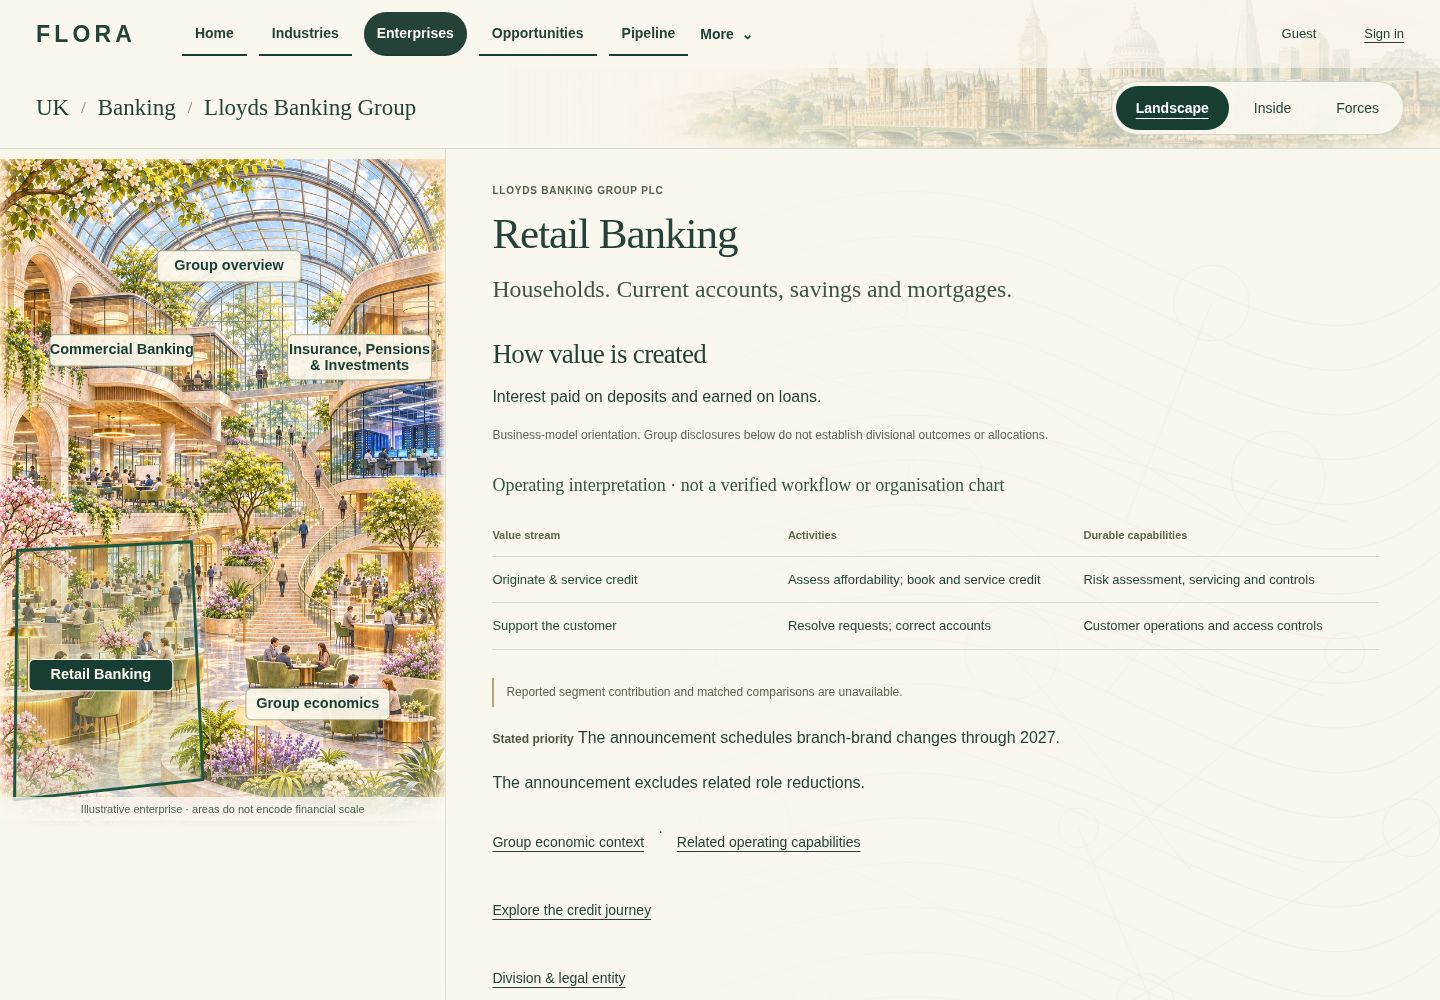 FLORA
Home
Industries
Enterprises
Opportunities
Pipeline
More
Guest
Sign in
UK / Banking / Lloyds Banking Group
Landscape
Inside
Forces
Group overview
Commercial Banking
Insurance, Pensions
& Investments
Retail Banking
Group economics
Illustrative enterprise · areas do not encode financial scale
LLOYDS BANKING GROUP PLC
Retail Banking
Households. Current accounts, savings and mortgages.
How value is created
Interest paid on deposits and earned on loans.
Business-model orientation. Group disclosures below do not establish divisional outcomes or allocations.
Operating interpretation · not a verified workflow or organisation chart
Value stream Activities Durable capabilities
Originate & service credit Assess affordability; book and service credit Risk assessment, servicing and controls
Support the customer Resolve requests; correct accounts Customer operations and access controls
Reported segment contribution and matched comparisons are unavailable.
Stated priority The announcement schedules branch-brand changes through 2027.
The announcement excludes related role reductions.
Group economic context · Related operating capabilities
Explore the credit journey
Division & legal entity